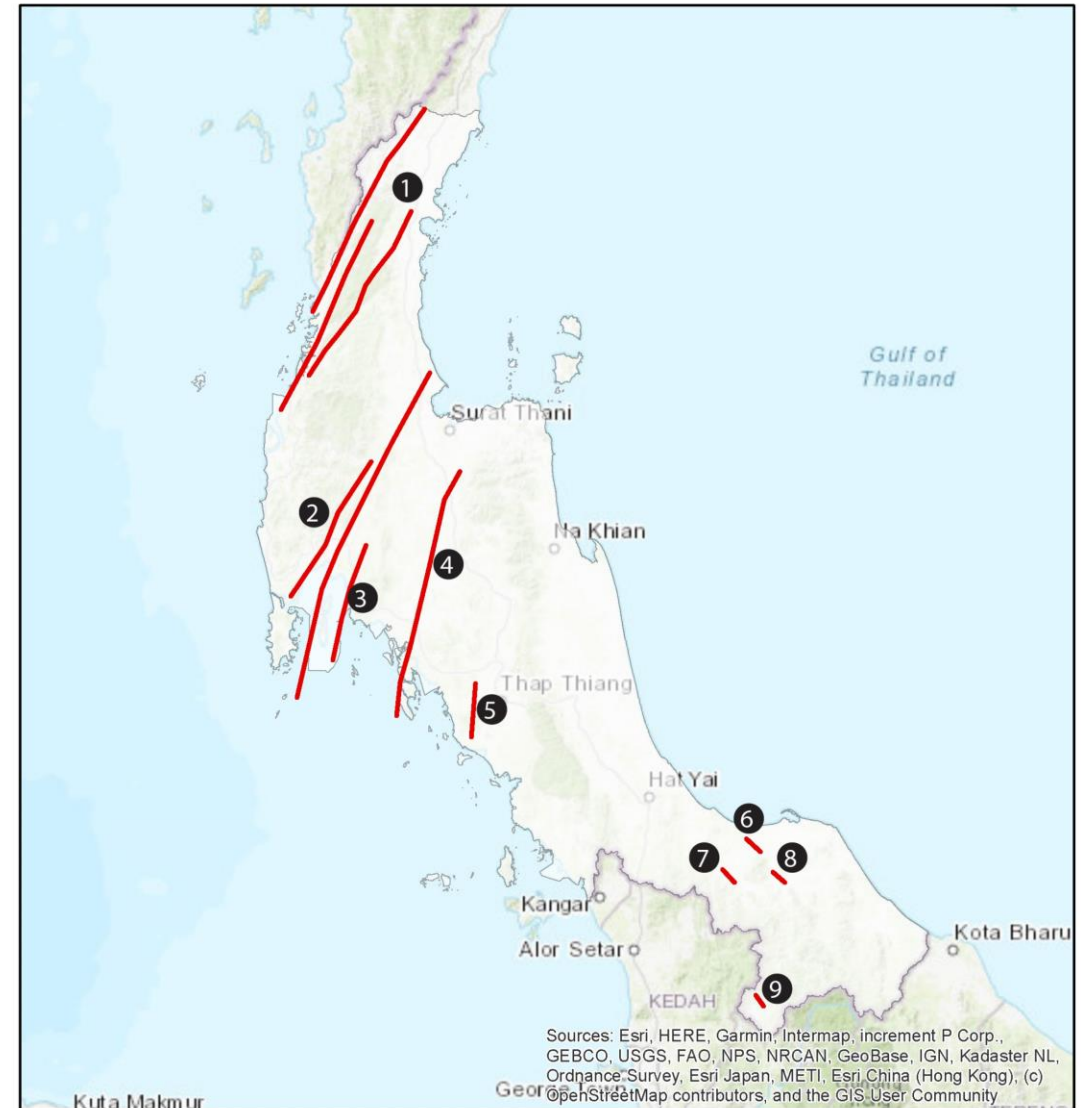 1
Gulf of
Thailand
Surat Thani
2
Na Khian
4
3
Thap Thiang
5
Hat Yai
6
7
8
Kangar
Kota Bharu
Alor Setar
9
KEDAH
Sources: Esri, HERE, Garmin, Intermap, increment P Corp.,
GEBCO, USGS, FAO, NPS, NRCAN, GeoBase, IGN, Kadaster NL,
Ordnance Survey, Esri Japan, METI, Esri China (Hong Kong), (c)
OpenStreetMap contributors, and the GIS User Community
George Town
Kuta Makmur